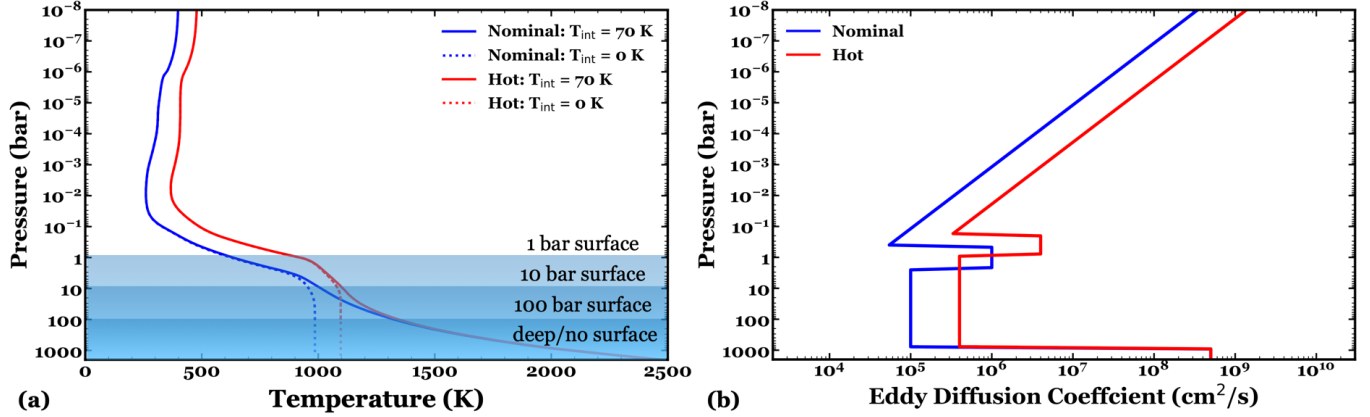 10⁻⁸
10⁻⁷
10⁻⁶
10⁻⁵
10⁻⁴
10⁻³
10⁻²
10⁻¹
1
10
100
1000
Pressure (bar)
Nominal: T_int = 70 K
Nominal: T_int = 0 K
Hot: T_int = 70 K
Hot: T_int = 0 K
1 bar surface
10 bar surface
100 bar surface
deep/no surface
0
500
1000
1500
2000
2500
(a)
Temperature (K)
10⁻⁸
10⁻⁷
10⁻⁶
10⁻⁵
10⁻⁴
10⁻³
10⁻²
10⁻¹
1
10
100
1000
Pressure (bar)
Nominal
Hot
10⁴
10⁵
10⁶
10⁷
10⁸
10⁹
10¹⁰
(b)
Eddy Diffusion Coeffcient (cm²/s)